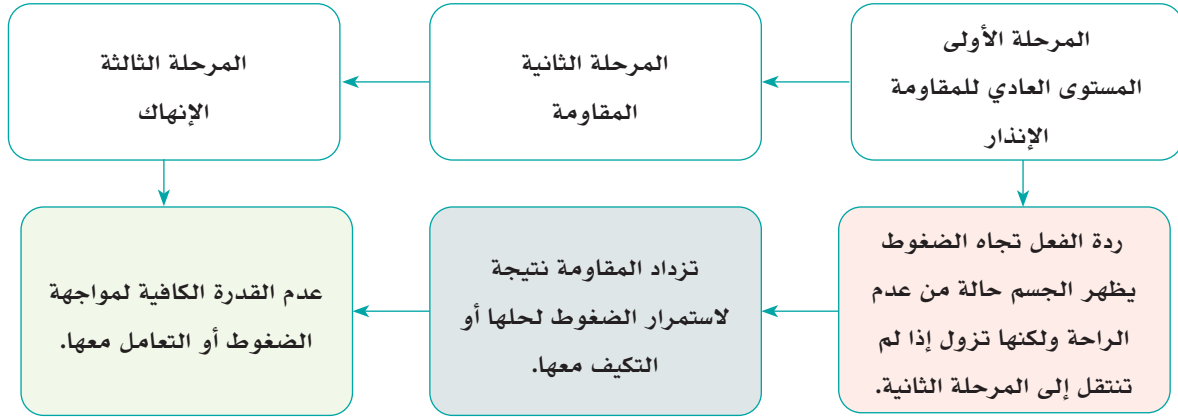 المرحلة الأولى
المستوى العادي للمقاومة
الإنذار
المرحلة الثانية
المقاومة
المرحلة الثالثة
الإنهاك
ردة الفعل تجاه الضغوط
يظهر الجسم حالة من عدم
الراحة ولكنها تزول إذا لم
تنتقل إلى المرحلة الثانية.
تزداد المقاومة نتيجة
لاستمرار الضغوط لحلها أو
التكيف معها.
عدم القدرة الكافية لمواجهة
الضغوط أو التعامل معها.